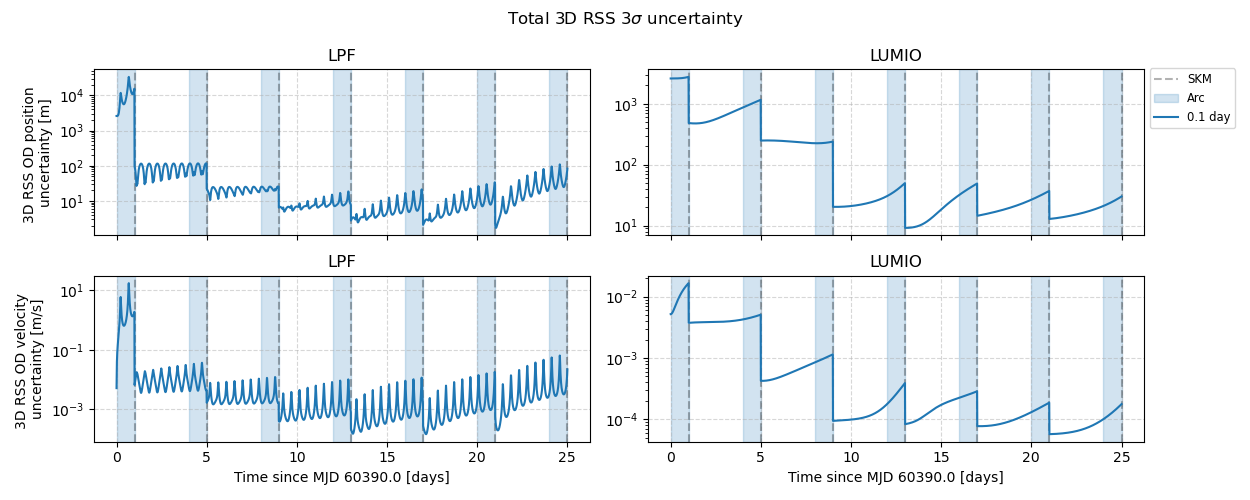 Total 3D RSS 3σ uncertainty
LPF
3D RSS OD position
uncertainty [m]
10⁴
10³
10²
10¹
LUMIO
10³
10²
10¹
SKM
Arc
0.1 day
LPF
3D RSS OD velocity
uncertainty [m/s]
10¹
10⁻¹
10⁻³
0 5 10 15 20 25
Time since MJD 60390.0 [days]
LUMIO
10⁻²
10⁻³
10⁻⁴
0 5 10 15 20 25
Time since MJD 60390.0 [days]